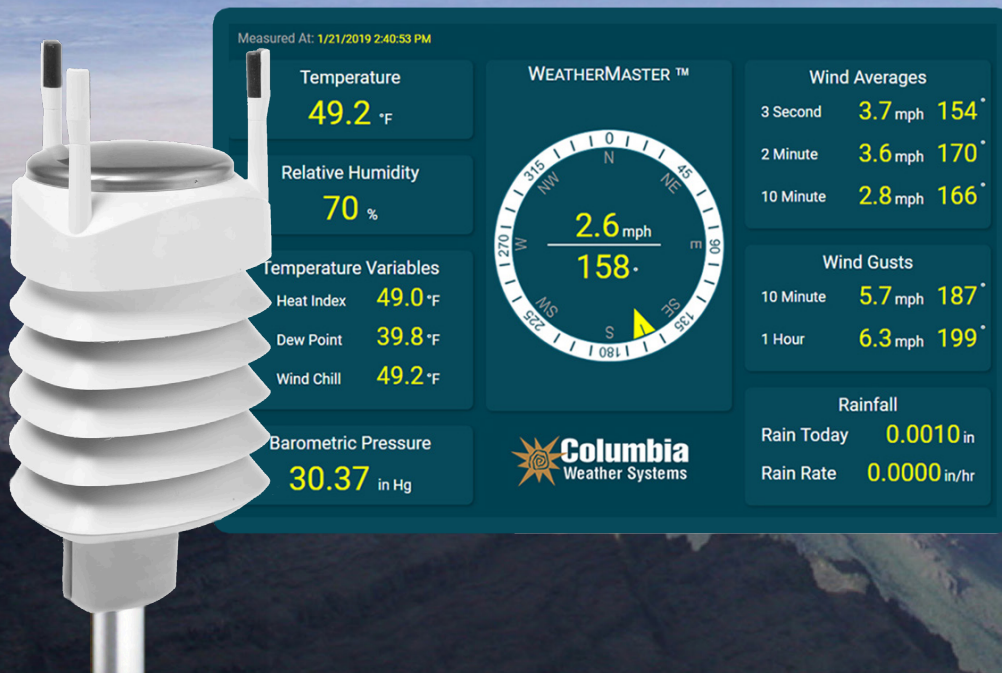 Measured At: 1/21/2019 2:40:53 PM
Temperature
49.2 °F
Relative Humidity
70 %
Temperature Variables
Heat Index 49.0 °F
Dew Point 39.8 °F
Wind Chill 49.2 °F
Barometric Pressure
30.37 in Hg
WEATHERMASTER ™
0
N
315
NW
45
NE
270
W
2.6 mph
158°
E
90
SW
225
S
180
SE
135
Columbia
Weather Systems
Wind Averages
3 Second 3.7 mph 154°
2 Minute 3.6 mph 170°
10 Minute 2.8 mph 166°
Wind Gusts
10 Minute 5.7 mph 187°
1 Hour 6.3 mph 199°
Rainfall
Rain Today 0.0010 in
Rain Rate 0.0000 in/hr